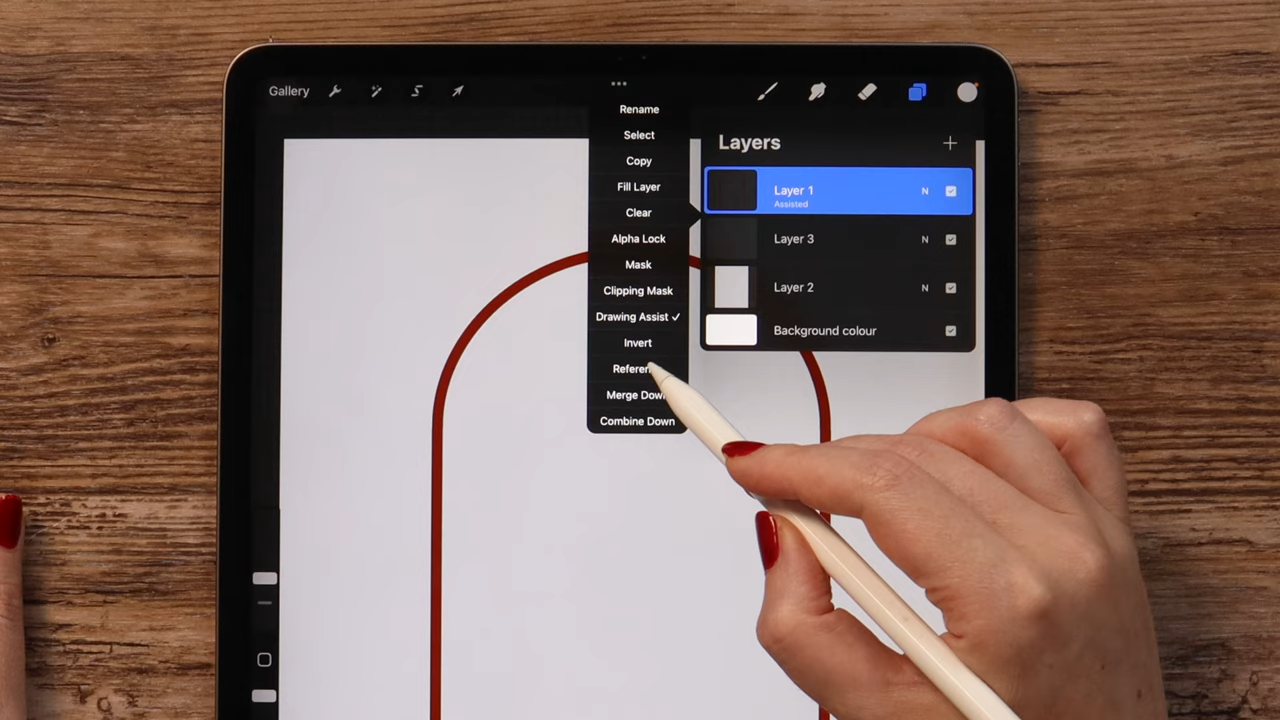 Gallery
Rename
Select
Copy
Fill Layer
Clear
Alpha Lock
Mask
Clipping Mask
Drawing Assist
Invert
Merge Down
Combine Down
Layers
Layer 1 N
Assisted
Layer 3 N
Layer 2 N
Background colour